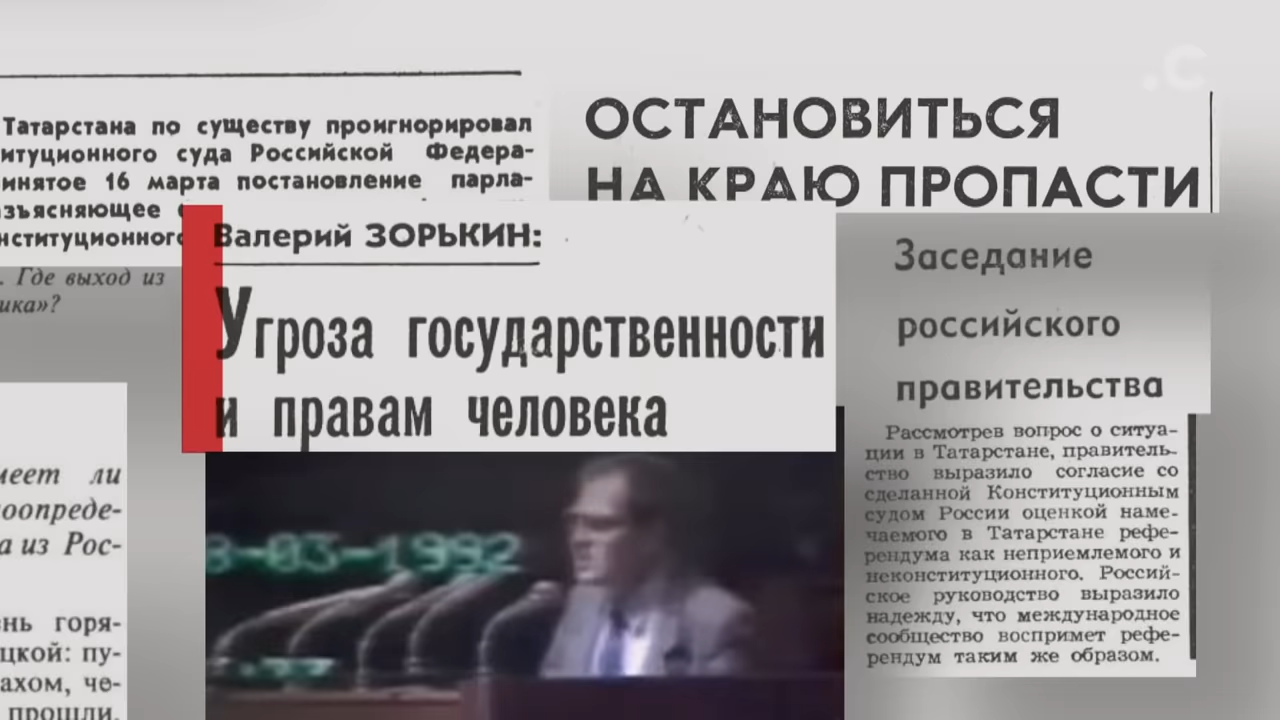 .С
Татарстана по существу проигнорировал
итуционного суда Российской Федера-
инятое 16 марта постановление парла-
зъясняющее
нституционного
. Где выход из
ика»?
ОСТАНОВИТЬСЯ
НА КРАЮ ПРОПАСТИ
Валерий ЗОРЬКИН:
Угроза государственности
и правам человека
Заседание
российского
правительства
Рассмотрев вопрос о ситуа-
ции в Татарстане, правитель-
ство выразило согласие со
сделанной Конституционным
судом России оценкой наме-
чаемого в Татарстане рефе-
рендума как неприемлемого и
неконституционного. Россий-
ское руководство выразило
надежду, что международное
сообщество воспримет рефе-
рендум таким же образом.
меет ли
оопреде-
а из Рос-
нь горя-
цкой: пу-
ахом, че-
прошли.
8-03-1992